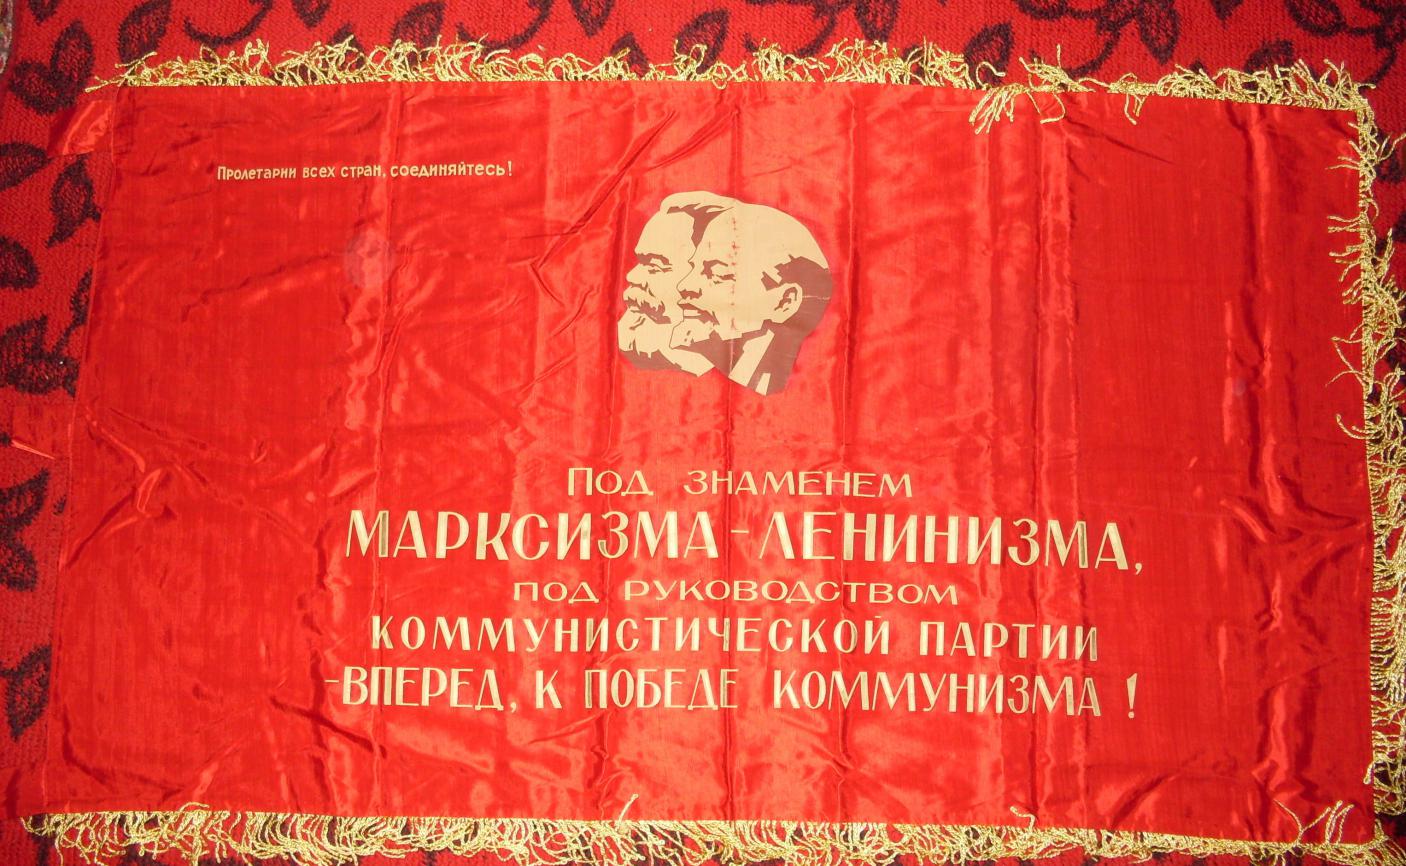 Пролетарии всех стран, соединяйтесь!
Под знаменем
МАРКСИЗМА-ЛЕНИНИЗМА,
под руководством
КОММУНИСТИЧЕСКОЙ ПАРТИИ
-ВПЕРЕД, К ПОБЕДЕ КОММУНИЗМА!